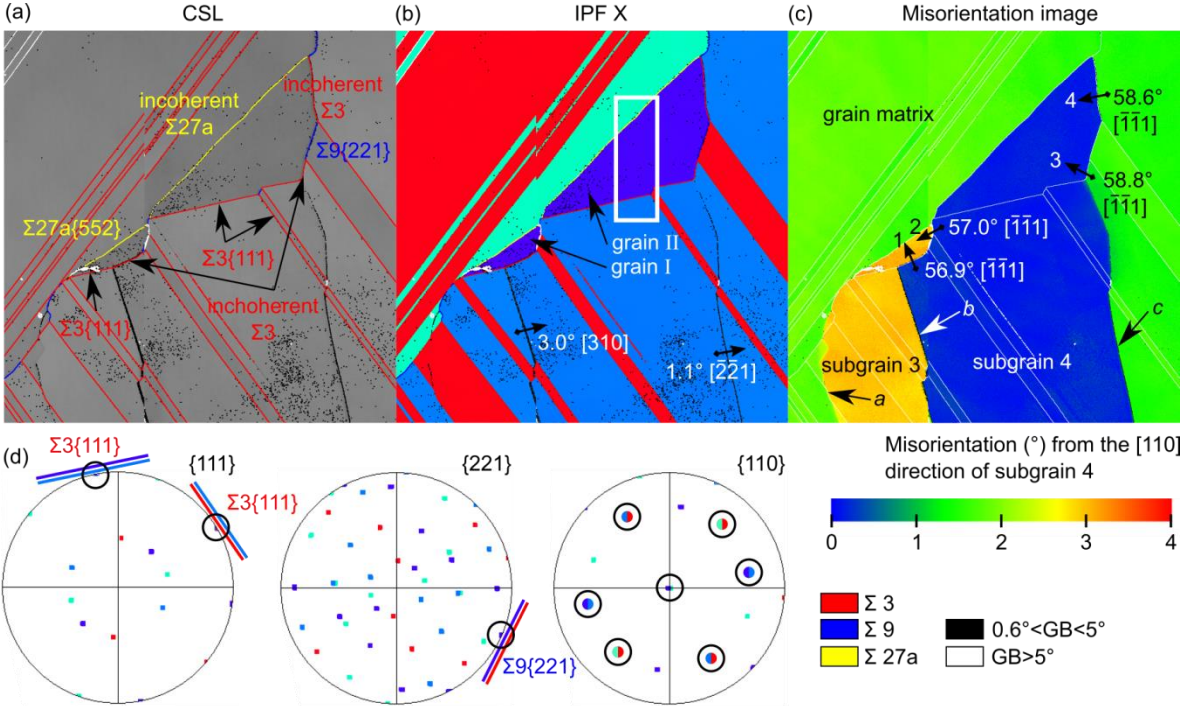 (a)
CSL
(b)
IPF X
(c)
Misorientation image
incoherent
Σ27a
incoherent
Σ3
Σ9{221}
Σ27a{552}
Σ3{111}
Σ3{111}
inchoherent
Σ3
grain II
grain I
3.0° [310]
1.1° [2̅2̅1]
grain matrix
4
58.6°
[1̅1̅1]
3
58.8°
[1̅1̅1]
2
57.0° [1̅1̅1]
1
56.9° [1̅1̅1]
b
c
subgrain 3
subgrain 4
a
(d)
Σ3{111}
{111}
Σ3{111}
{221}
Σ9{221}
{110}
Misorientation (°) from the [110]
direction of subgrain 4
0 1 2 3 4
Σ 3
Σ 9
0.6°<GB<5°
Σ 27a
GB>5°